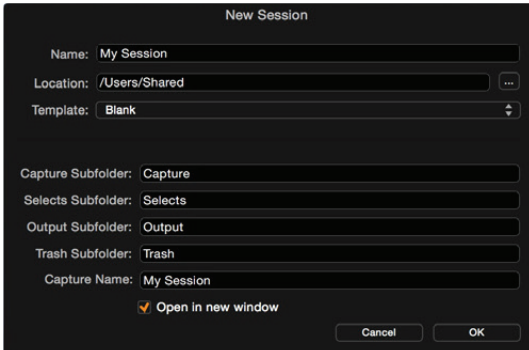 New Session
Name: My Session
Location: /Users/Shared ...
Template: Blank
Capture Subfolder: Capture
Selects Subfolder: Selects
Output Subfolder: Output
Trash Subfolder: Trash
Capture Name: My Session
Open in new window
Cancel OK